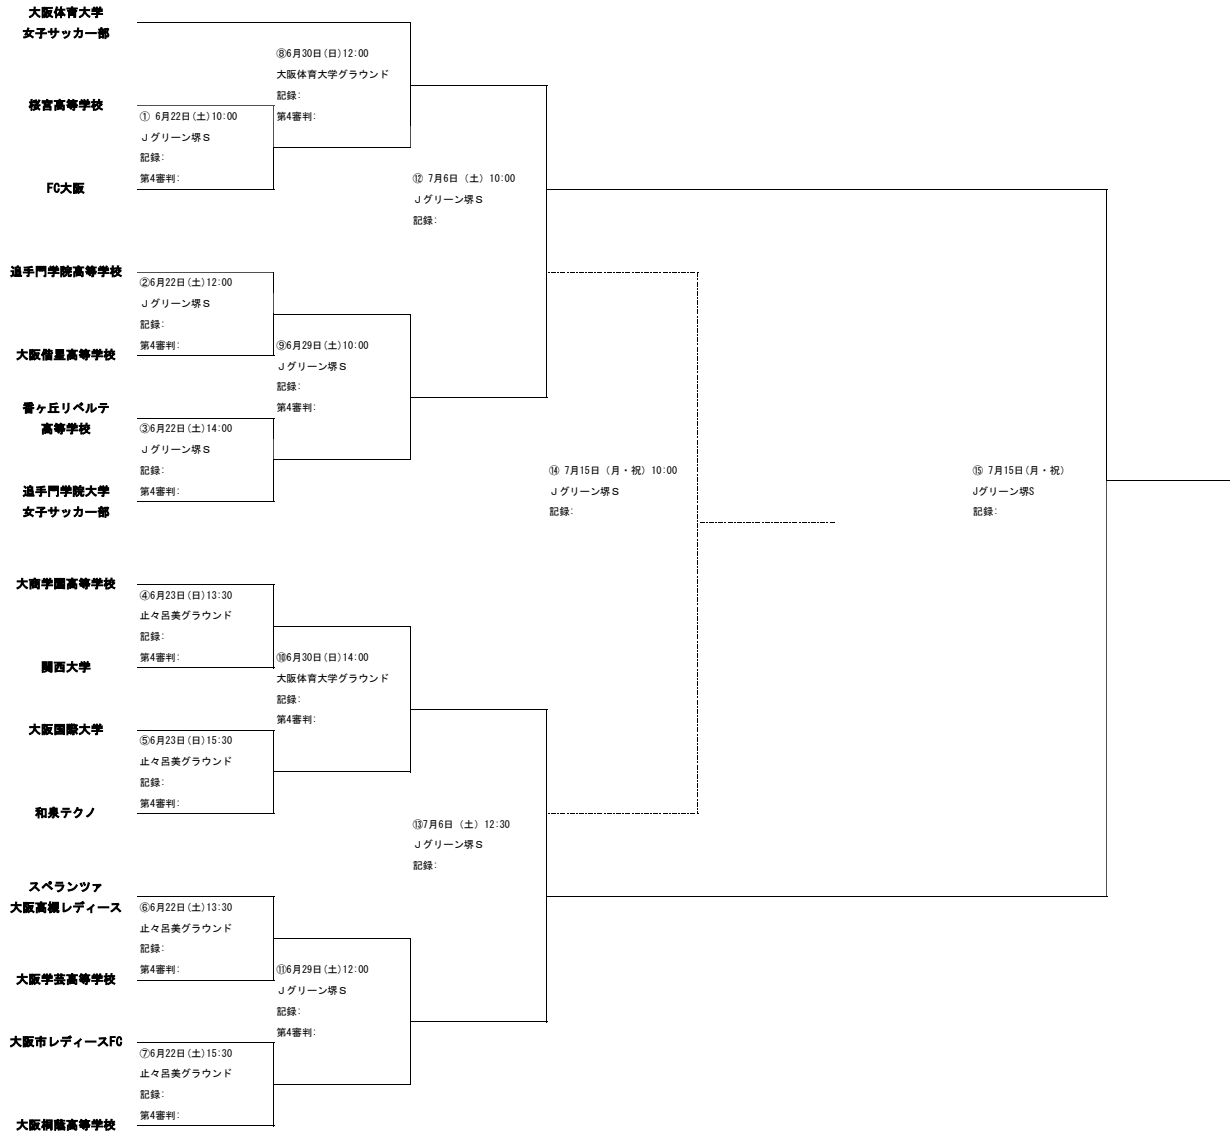 大阪体育大学
女子サッカー部
⑧6月30日(日)12:00
大阪体育大学グラウンド
記録:
第4審判:
桜宮高等学校
① 6月22日(土)10:00
Ｊグリーン堺Ｓ
記録:
第4審判:
FC大阪
⑫ 7月6日（土）10:00
Ｊグリーン堺Ｓ
記録:
追手門学院高等学校
②6月22日(土)12:00
Ｊグリーン堺Ｓ
記録:
第4審判:
大阪偕星高等学校
⑨6月29日(土)10:00
Ｊグリーン堺Ｓ
記録:
第4審判:
香ヶ丘リベルテ
高等学校
③6月22日(土)14:00
Ｊグリーン堺Ｓ
記録:
第4審判:
追手門学院大学
女子サッカー部
⑭ 7月15日（月・祝）10:00
Ｊグリーン堺Ｓ
記録:
⑮ 7月15日(月・祝)
Jグリーン堺S
記録:
大商学園高等学校
④6月23日(日)13:30
止々呂美グラウンド
記録:
第4審判:
関西大学
⑩6月30日(日)14:00
大阪体育大学グラウンド
記録:
第4審判:
大阪国際大学
⑤6月23日(日)15:30
止々呂美グラウンド
記録:
第4審判:
和泉テクノ
⑬7月6日（土）12:30
Ｊグリーン堺Ｓ
記録:
スペランツァ
大阪高槻レディース
⑥6月22日(土)13:30
止々呂美グラウンド
記録:
第4審判:
大阪学芸高等学校
⑪6月29日(土)12:00
Ｊグリーン堺Ｓ
記録:
第4審判:
大阪市レディースFC
⑦6月22日(土)15:30
止々呂美グラウンド
記録:
第4審判:
大阪桐蔭高等学校